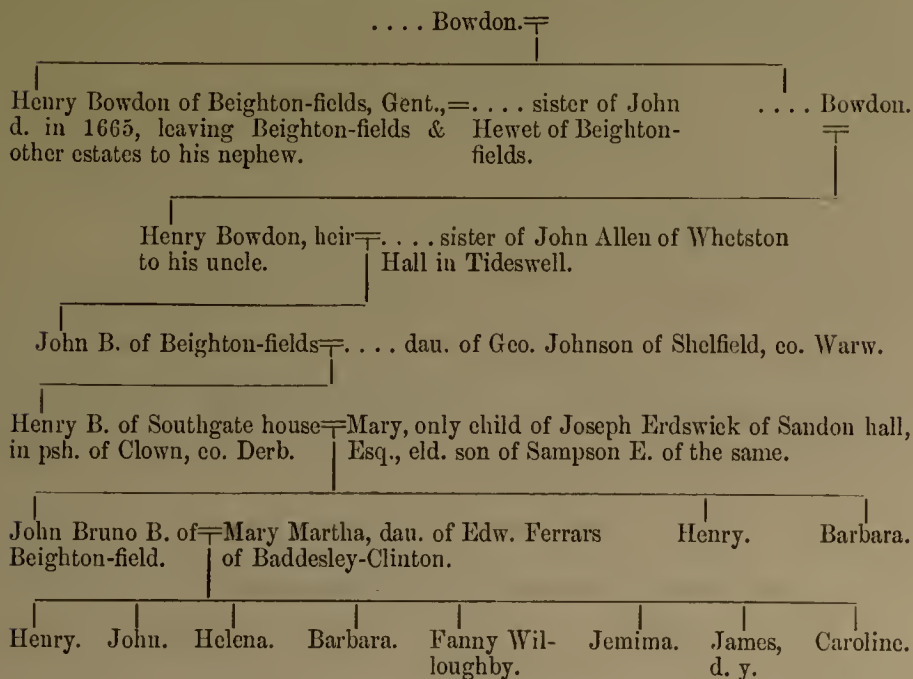 . . . . Bowdon.
Henry Bowdon of Beighton-fields, Gent.,=. . . . sister of John . . . . Bowdon.
d. in 1665, leaving Beighton-fields & Hewet of Beighton-
other estates to his nephew. fields.
Henry Bowdon, heir . . . . sister of John Allen of Whetston
to his uncle. Hall in Tideswell.
John B. of Beighton-fields . . . . dau. of Geo. Johnson of Shelfield, co. Warw.
Henry B. of Southgate house Mary, only child of Joseph Erdswick of Sandon hall,
in psh. of Clown, co. Derb. Esq., eld. son of Sampson E. of the same.
John Bruno B. of Mary Martha, dau. of Edw. Ferrars Henry. Barbara.
Beighton-field. of Baddesley-Clinton.
Henry. John. Helena. Barbara. Fanny Wil- Jemima. James, Caroline.
loughby. d. y.